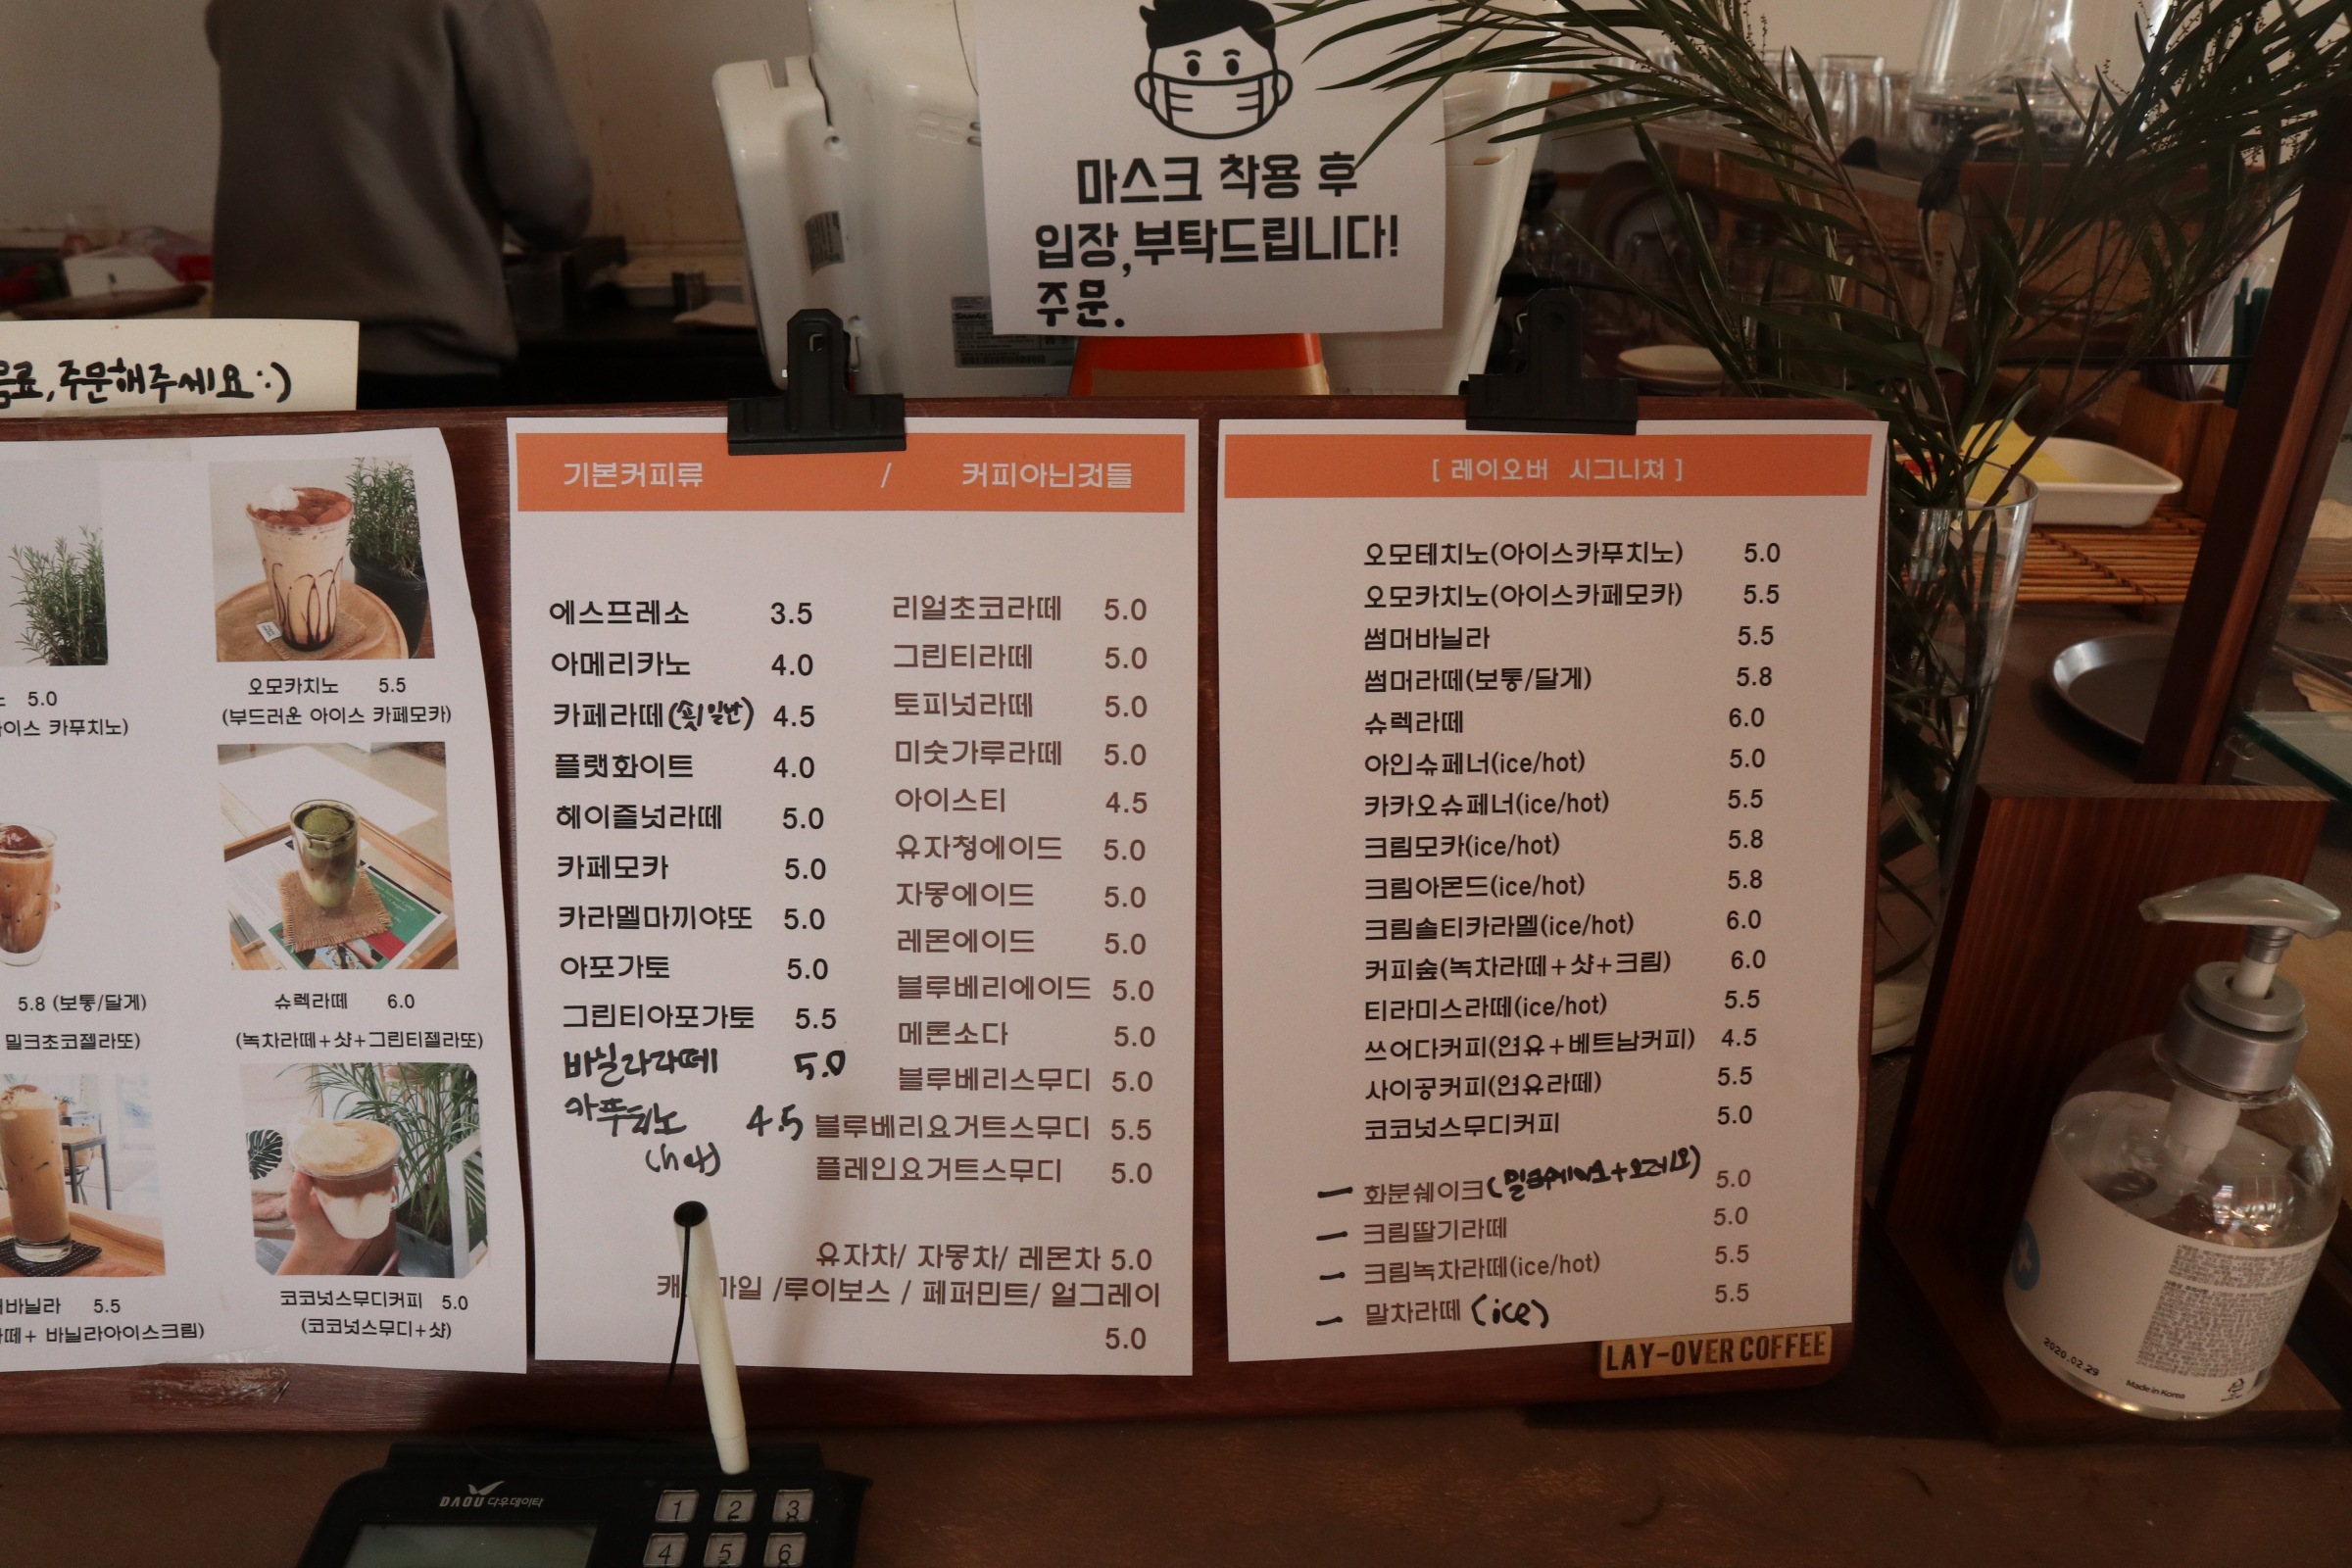 마스크 착용 후
입장,부탁드립니다!
주문.
음료,주문해주세요:)
5.0
오모카치노 5.5
이스 카푸치노)
(부드러운 아이스 카페모카)
5.8 (보통/달게)
슈렉라떼 6.0
밀크초코젤라또)
(녹차라떼+샷+그린티젤라또)
바닐라 5.5
코코넛스무디커피 5.0
떼+ 바닐라아이스크림)
(코코넛스무디+샷)
기본커피류 / 커피아닌것들
에스프레소 3.5
아메리카노 4.0
카페라떼 4.5
플랫화이트 4.0
헤이즐넛라떼 5.0
카페모카 5.0
카라멜마끼야또 5.0
아포가토 5.0
그린티아포가토 5.5
바닐라라떼 5.0
카푸치노 4.5
(hot)
리얼초코라떼 5.0
그린티라떼 5.0
토피넛라떼 5.0
미숫가루라떼 5.0
아이스티 4.5
유자청에이드 5.0
자몽에이드 5.0
레몬에이드 5.0
블루베리에이드 5.0
메론소다 5.0
블루베리스무디 5.0
블루베리요거트스무디 5.5
플레인요거트스무디 5.0
유자차/ 자몽차/ 레몬차 5.0
마일 /루이보스 / 페퍼민트/ 얼그레이
5.0
[ 레이오버 시그니쳐 ]
오모테치노(아이스카푸치노) 5.0
오모카치노(아이스카페모카) 5.5
썸머바닐라 5.5
썸머라떼(보통/달게) 5.8
슈렉라떼 6.0
아인슈페너(ice/hot) 5.0
카카오슈페너(ice/hot) 5.5
크림모카(ice/hot) 5.8
크림아몬드(ice/hot) 5.8
크림솔티카라멜(ice/hot) 6.0
커피숲(녹차라떼+샷+크림) 6.0
티라미스라떼(ice/hot) 5.5
쓰어다커피(연유+베트남커피) 4.5
사이공커피(연유라떼) 5.5
코코넛스무디커피 5.0
– 화분쉐이크(밀크쉐이크+오레오) 5.0
– 크림딸기라떼 5.0
– 크림녹차라떼(ice/hot) 5.5
– 말차라떼 (ice) 5.5
LAY-OVER COFFEE
2020.02.29
Made in Korea
DAOU 다우데이타
1 2 3
4 5 6